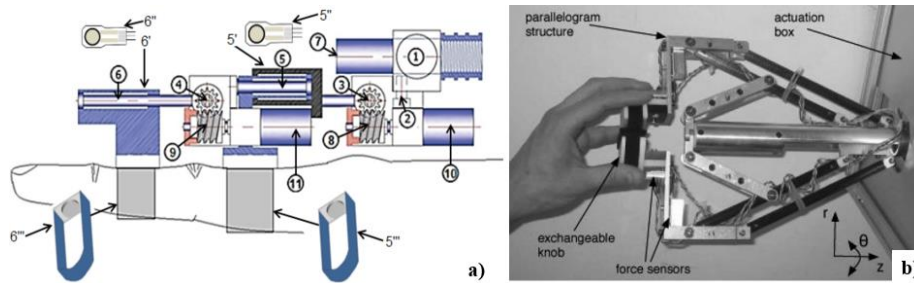 6''
5''
6'
5'
7
1
6
4
5
3
2
9
11
8
10
6'''
5'''
a)
parallelogram
structure
actuation
box
exchangeable
knob
force sensors
r
θ
z
b)